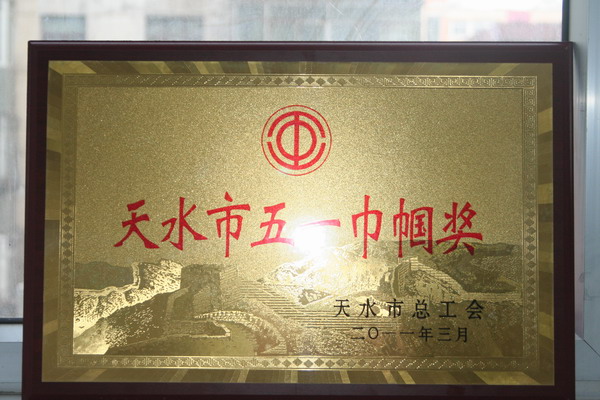 天水市五一巾帼奖
天水市总工会
二〇一一年三月